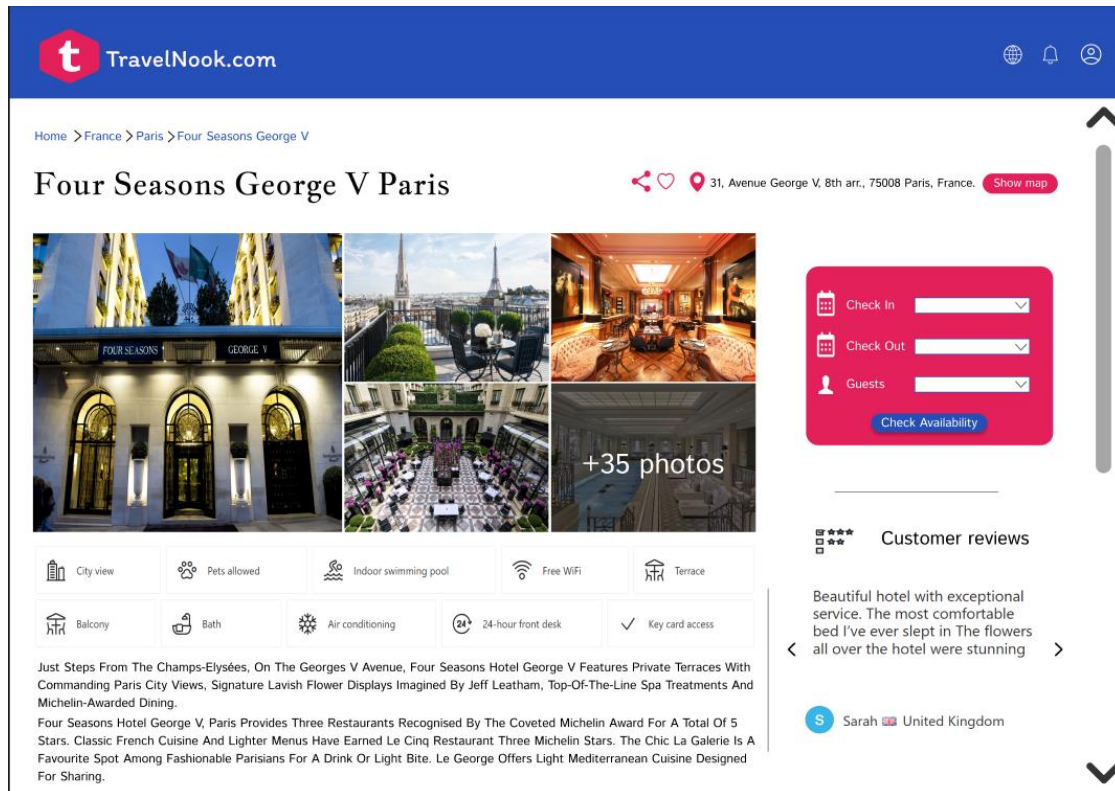 t TravelNook.com
Home > France > Paris > Four Seasons George V
Four Seasons George V Paris
31, Avenue George V, 8th arr., 75008 Paris, France. Show map
FOUR SEASONS GEORGE V
+35 photos
Check In
Check Out
Guests
Check Availability
City view Pets allowed Indoor swimming pool Free WiFi Terrace
Balcony Bath Air conditioning 24 24-hour front desk Key card access
Just Steps From The Champs-Elysées, On The Georges V Avenue, Four Seasons Hotel George V Features Private Terraces With
Commanding Paris City Views, Signature Lavish Flower Displays Imagined By Jeff Leatham, Top-Of-The-Line Spa Treatments And
Michelin-Awarded Dining.
Four Seasons Hotel George V, Paris Provides Three Restaurants Recognised By The Coveted Michelin Award For A Total Of 5
Stars. Classic French Cuisine And Lighter Menus Have Earned Le Cinq Restaurant Three Michelin Stars. The Chic La Galerie Is A
Favourite Spot Among Fashionable Parisians For A Drink Or Light Bite. Le George Offers Light Mediterranean Cuisine Designed
For Sharing.
Customer reviews
Beautiful hotel with exceptional
service. The most comfortable
bed I've ever slept in The flowers
all over the hotel were stunning
S Sarah United Kingdom